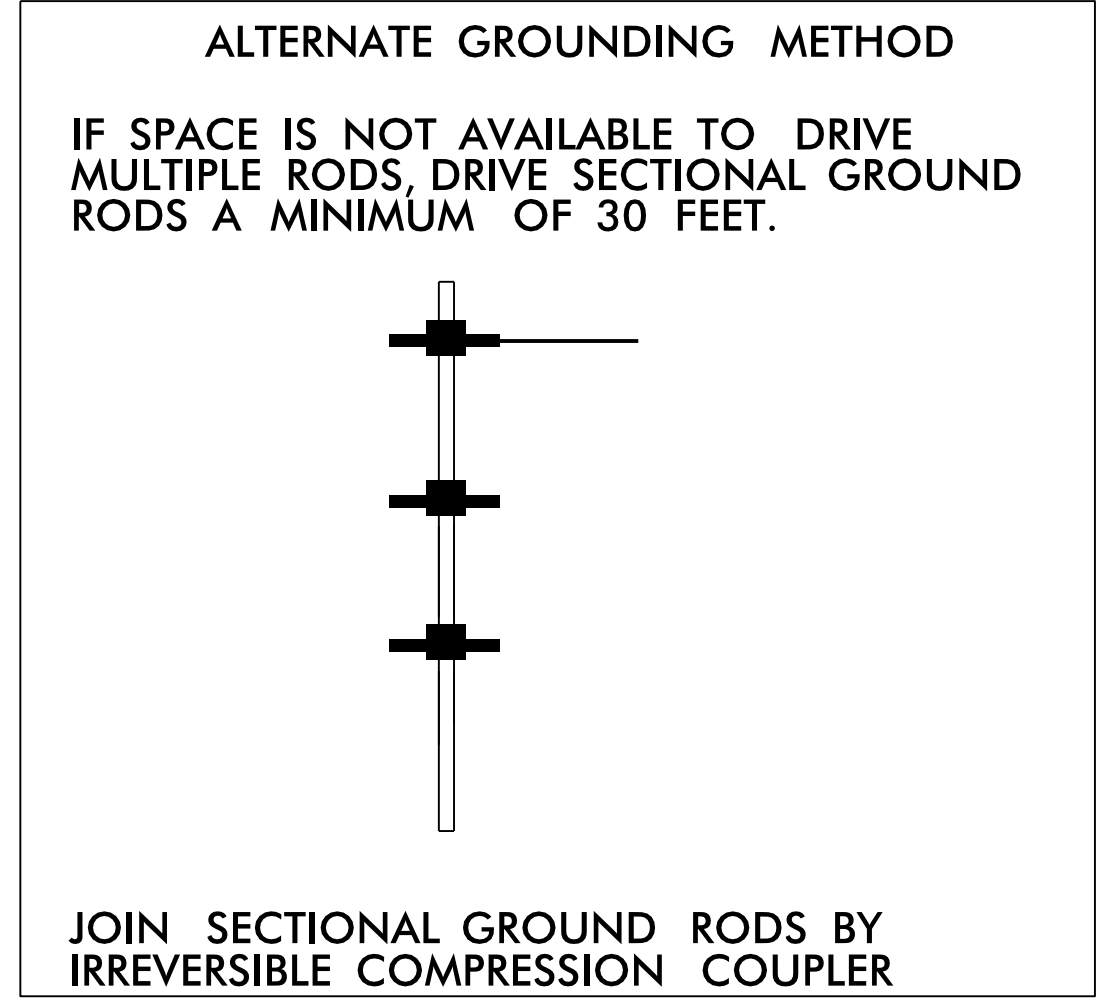 ALTERNATE GROUNDING METHOD
IF SPACE IS NOT AVAILABLE TO DRIVE
MULTIPLE RODS, DRIVE SECTIONAL GROUND
RODS A MINIMUM OF 30 FEET.
JOIN SECTIONAL GROUND RODS BY
IRREVERSIBLE COMPRESSION COUPLER